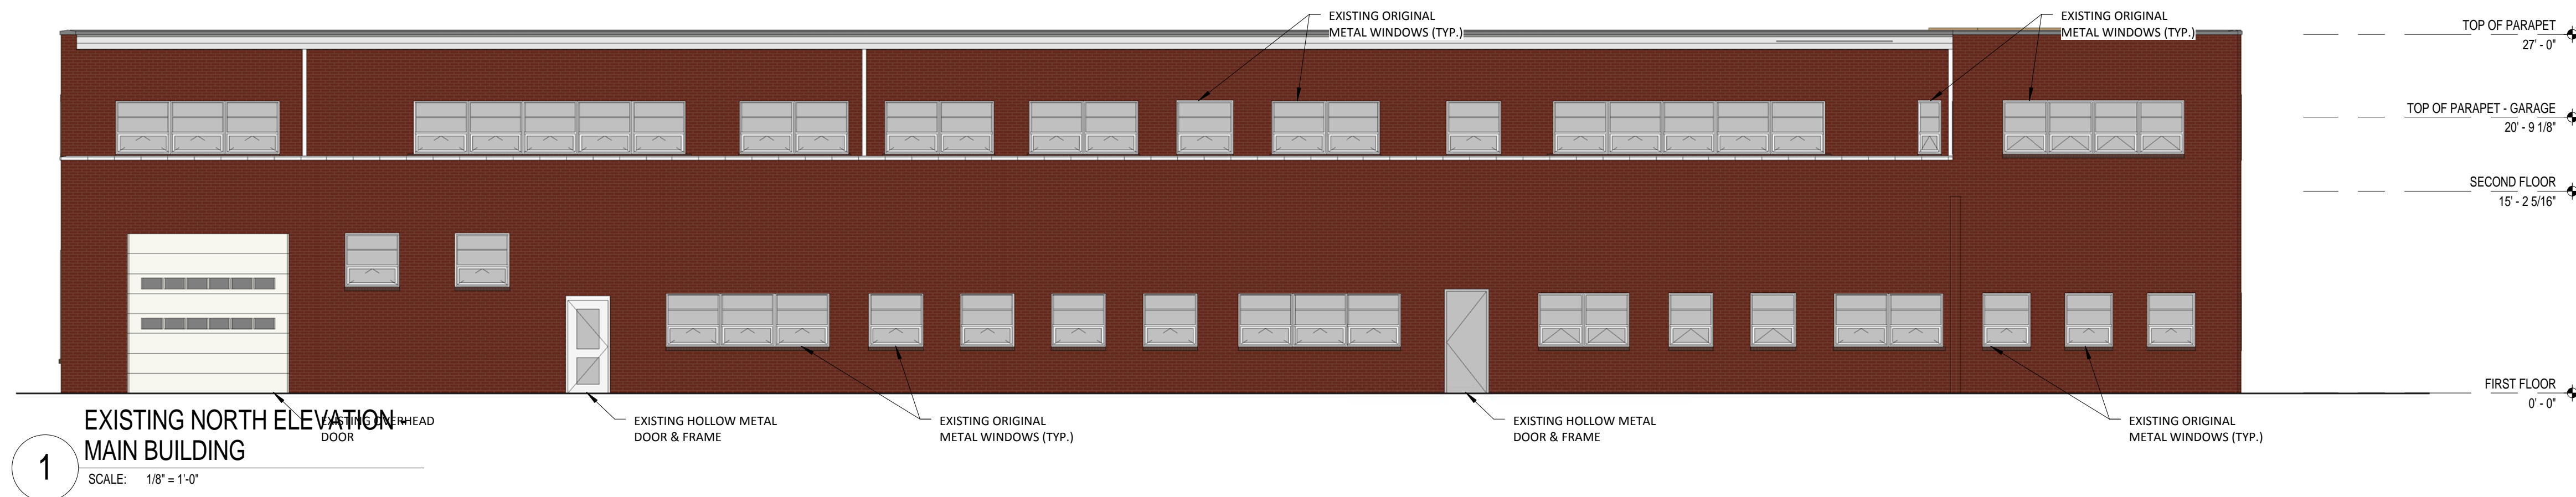 EXISTING ORIGINAL
METAL WINDOWS (TYP.)
EXISTING ORIGINAL
METAL WINDOWS (TYP.)
TOP OF PARAPET
27' - 0"
TOP OF PARAPET - GARAGE
20' - 9 1/8"
SECOND FLOOR
15' - 2 5/16"
FIRST FLOOR
0' - 0"
EXISTING OVERHEAD
DOOR
EXISTING HOLLOW METAL
DOOR & FRAME
EXISTING ORIGINAL
METAL WINDOWS (TYP.)
EXISTING HOLLOW METAL
DOOR & FRAME
EXISTING ORIGINAL
METAL WINDOWS (TYP.)
1
EXISTING NORTH ELEVATION -
MAIN BUILDING
SCALE: 1/8" = 1'-0"